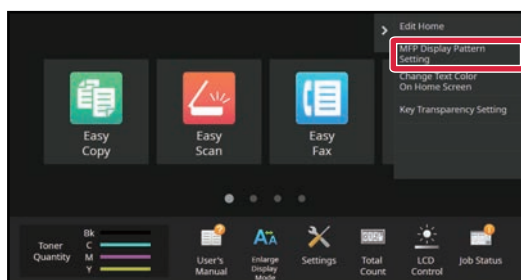 Edit Home
MFP Display Pattern
Setting
Change Text Color
On Home Screen
Key Transparency Setting
Easy
Copy
Easy
Scan
Easy
Fax
Toner
Quantity
Bk
C
M
Y
User's
Manual
Enlarge
Display
Mode
Settings
Total
Count
LCD
Control
Job Status